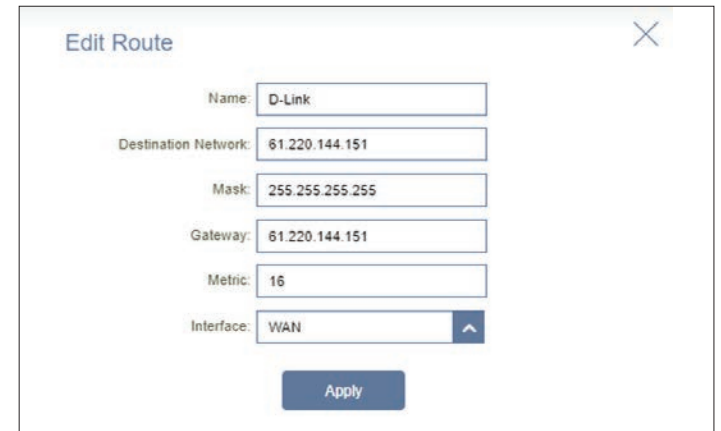 Edit Route
Name: D-Link
Destination Network: 61.220.144.151
Mask: 255.255.255.255
Gateway: 61.220.144.151
Metric: 16
Interface: WAN
Apply